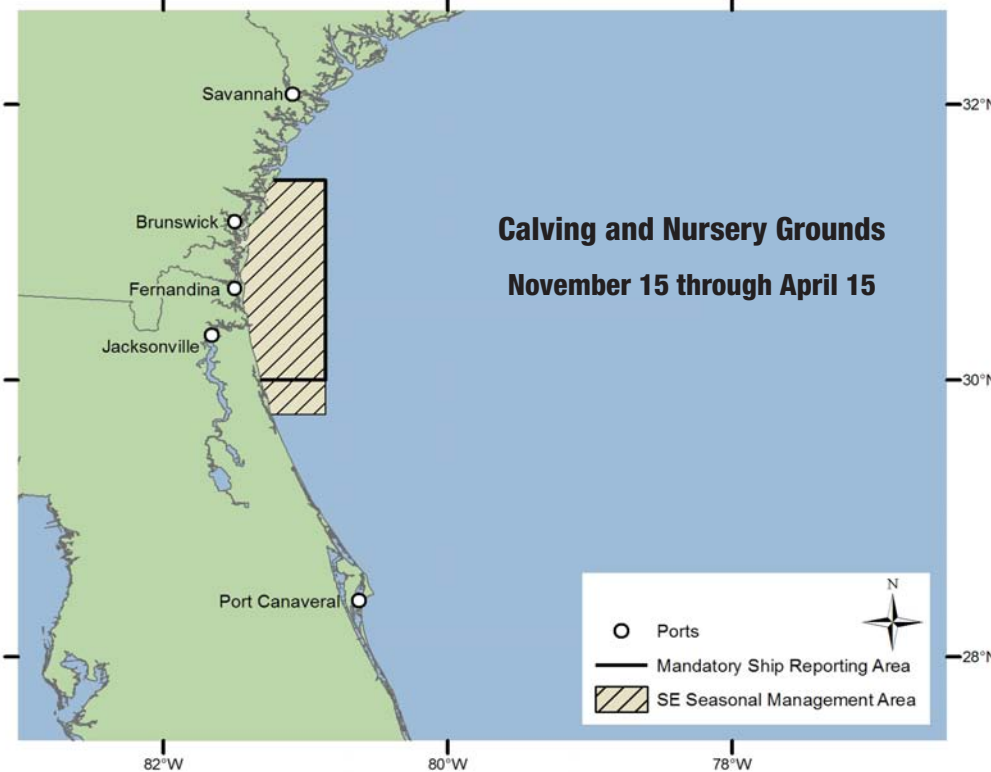 Savannah
32°N
Brunswick
Calving and Nursery Grounds
November 15 through April 15
Fernandina
Jacksonville
30°N
Port Canaveral
N
Ports
Mandatory Ship Reporting Area
SE Seasonal Management Area
28°N
82°W
80°W
78°W